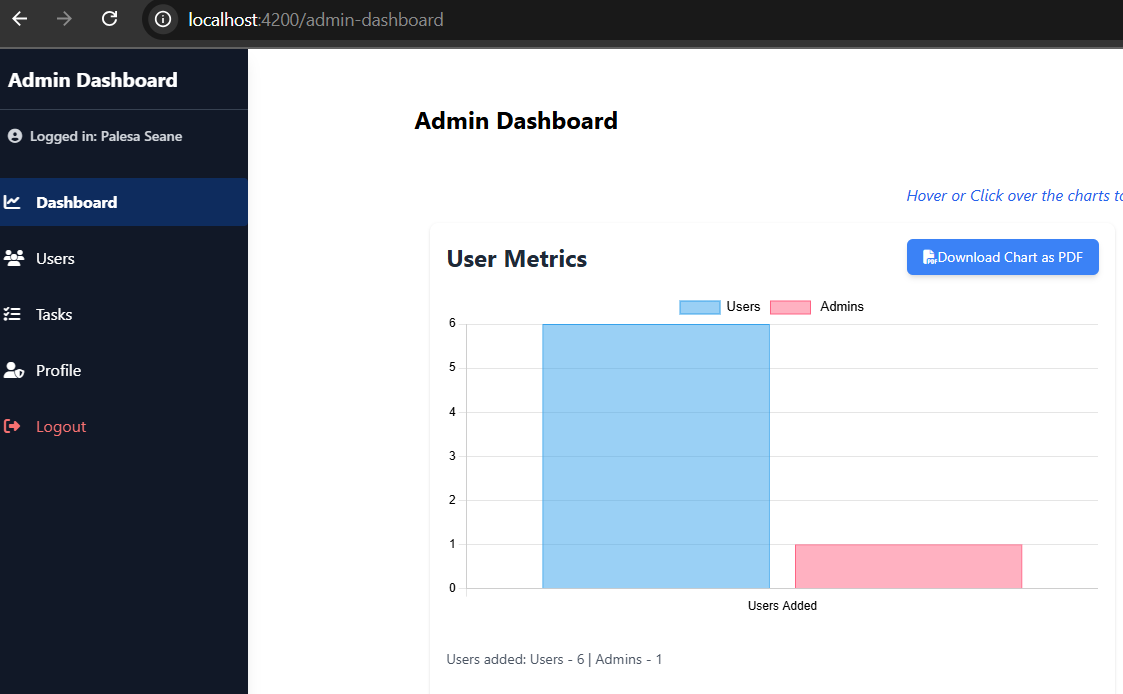 localhost:4200/admin-dashboard
Admin Dashboard
Logged in: Palesa Seane
Dashboard
Users
Tasks
Profile
Logout
Admin Dashboard
Hover or Click over the charts
User Metrics
Download Chart as PDF
Users Admins
6
5
4
3
2
1
0
Users Added
Users added: Users - 6 | Admins - 1